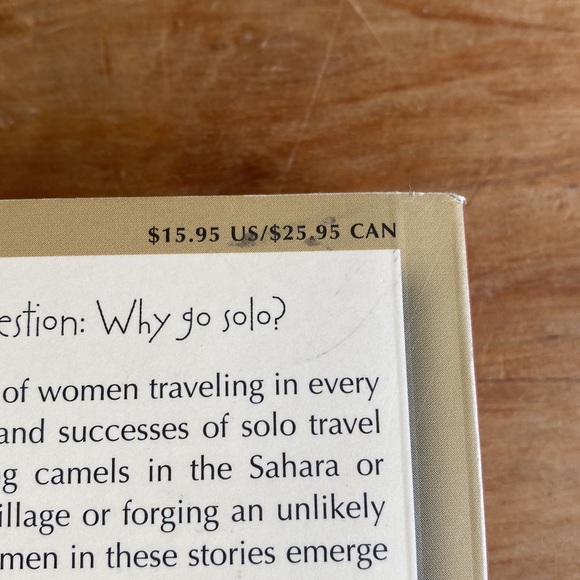 $15.95 US/$25.95 CAN
estion: Why go solo?
of women traveling in every
and successes of solo travel
g camels in the Sahara or
illage or forging an unlikely
men in these stories emerge